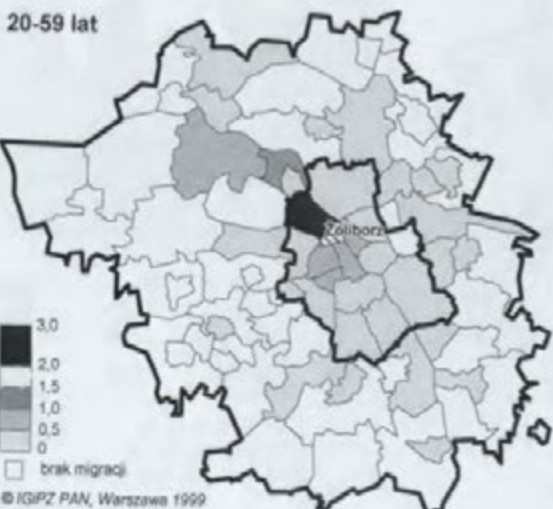 20-59 lat
Żoliborz
3,0
2,0
1,5
1,0
0,5
0
brak migracji
© IGiPZ PAN, Warszawa 1999